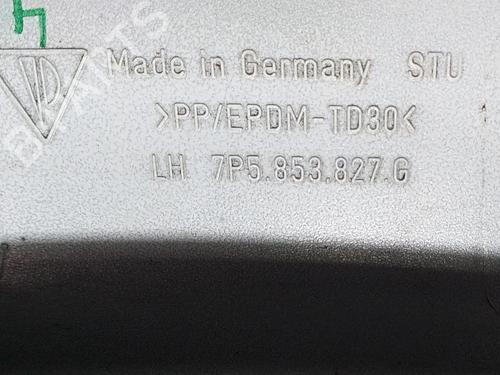 Made in Germany STU
>PP/EPDM-TD30<
LH 7P5.853.827.G